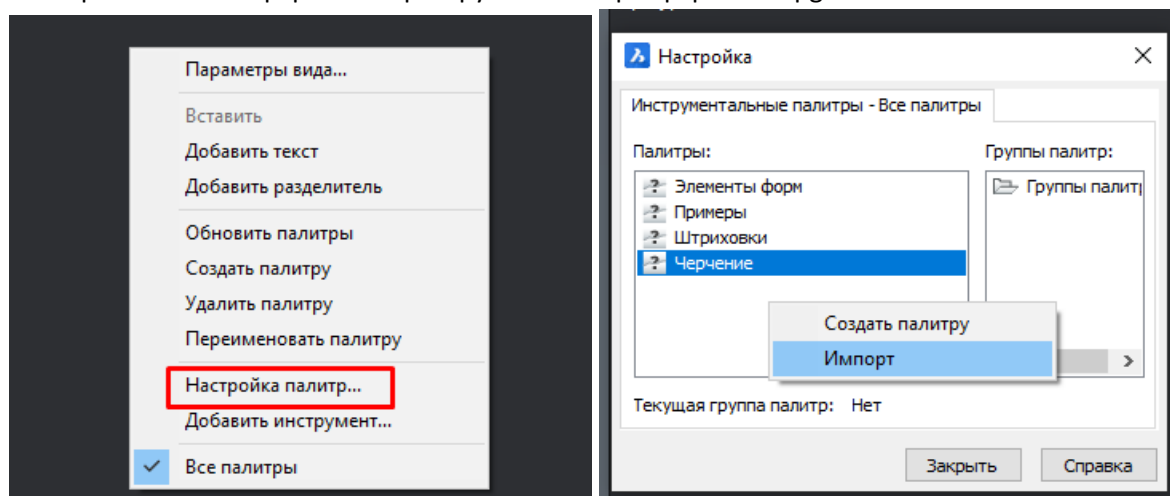 Параметры вида...
Вставить
Добавить текст
Добавить разделитель
Обновить палитры
Создать палитру
Удалить палитру
Переименовать палитру
Настройка палитр...
Добавить инструмент...
Все палитры
Настройка
Инструментальные палитры - Все палитры
Палитры:
Группы палитр:
Элементы форм
Группы палитр
Примеры
Штриховки
Черчение
Создать палитру
Импорт
Текущая группа палитр: Нет
Закрыть
Справка